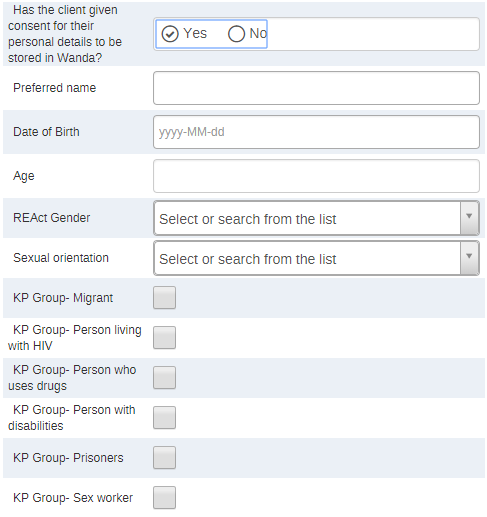 Has the client given
consent for their
personal details to be
stored in Wanda?
Yes No
Preferred name
Date of Birth
yyyy-MM-dd
Age
REAct Gender
Select or search from the list
Sexual orientation
Select or search from the list
KP Group- Migrant
KP Group- Person living
with HIV
KP Group- Person who
uses drugs
KP Group- Person with
disabilities
KP Group- Prisoners
KP Group- Sex worker